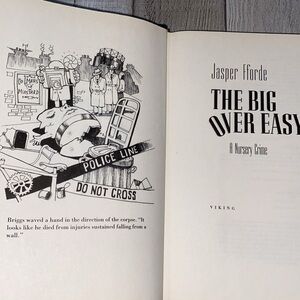 POLICE LINE
DO NOT CROSS
Briggs waved a hand in the direction of the corpse. "It
looks like he died from injuries sustained falling from a
wall."
Jasper Fforde
THE BIG
OVER EASY
A Nursery Crime
VIKING